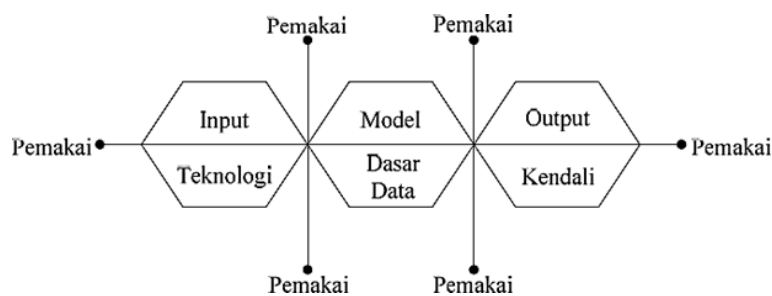 Pemakai
Pemakai
Input
Model
Output
Pemakai
Pemakai
Teknologi
Dasar
Data
Kendali
Pemakai
Pemakai